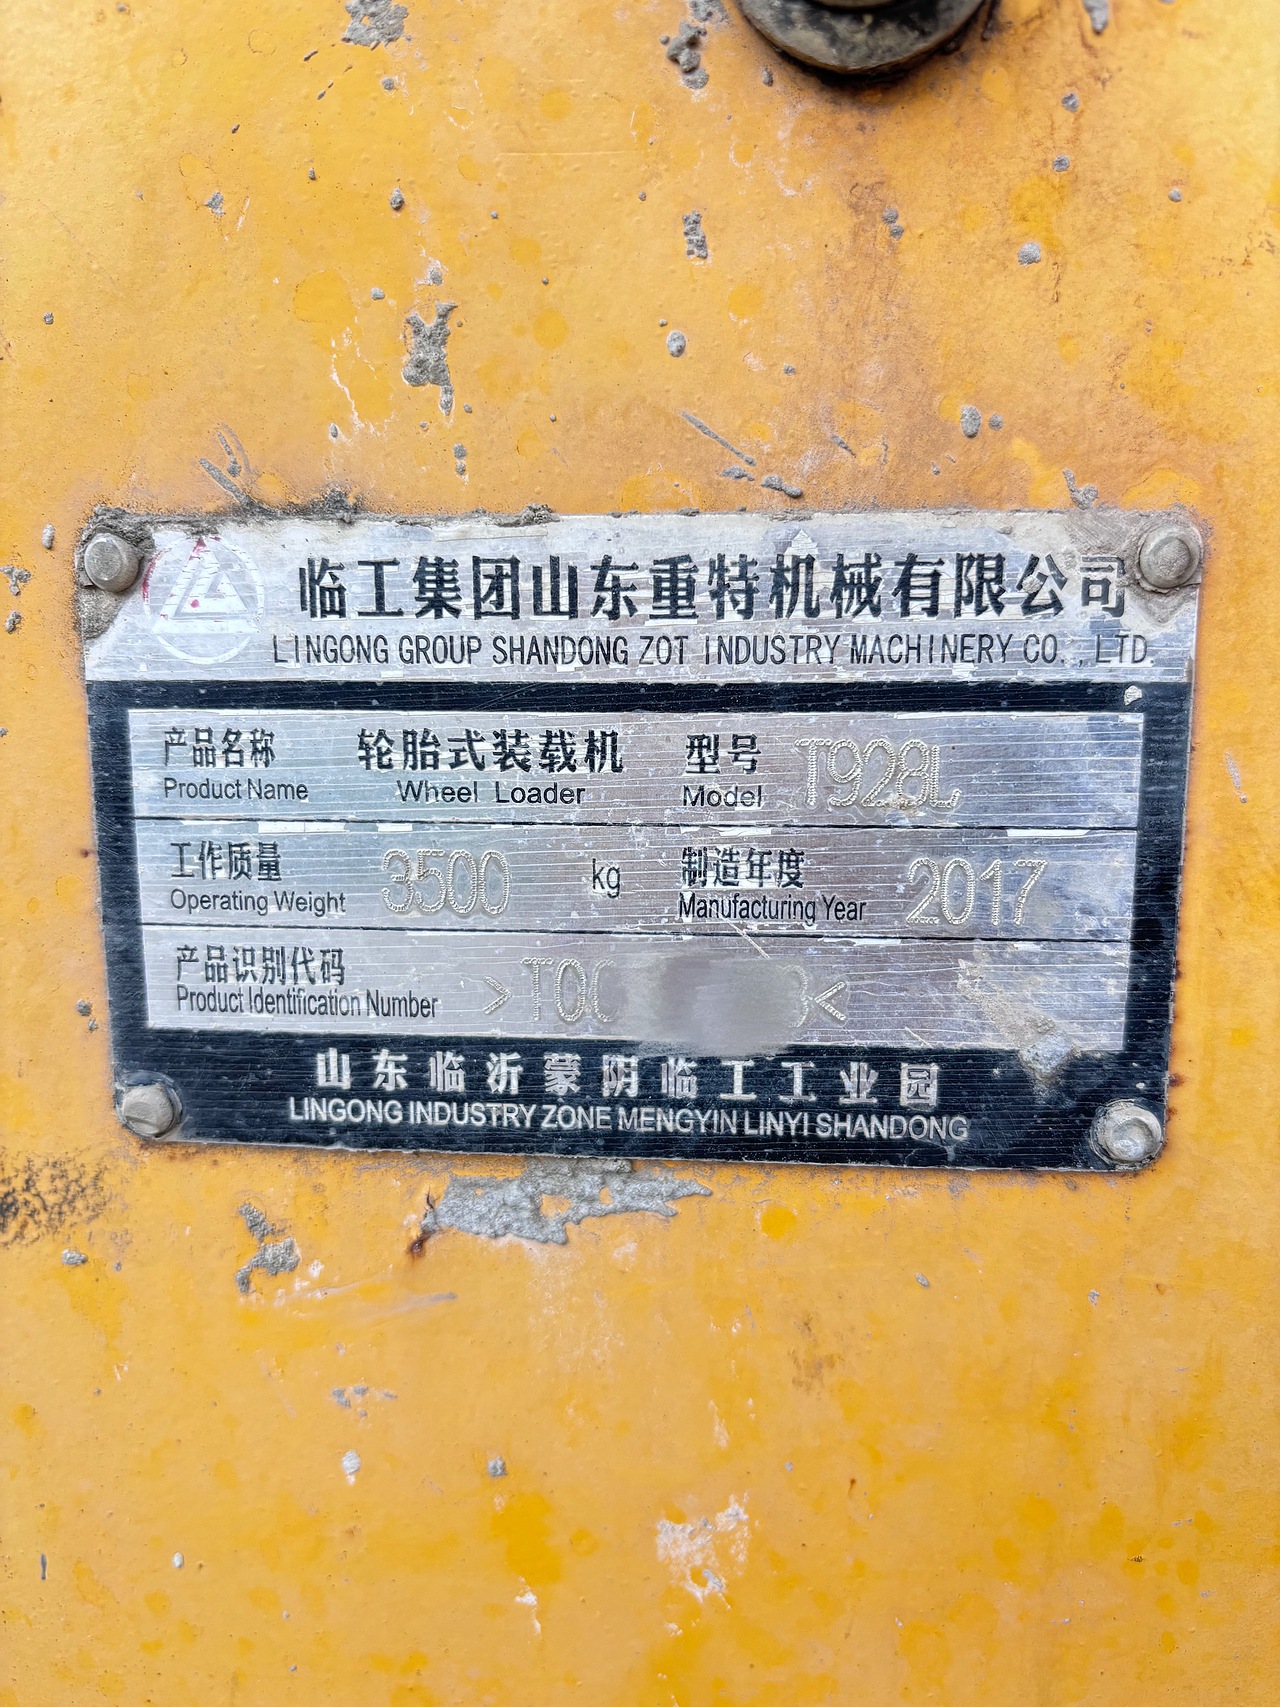 临工集团山东重特机械有限公司
LINGONG GROUP SHANDONG ZOT INDUSTRY MACHINERY CO., LTD.
产品名称 轮胎式装载机 型号 T928L
Product Name Wheel Loader Model
工作质量 3500 kg 制造年度 2017
Operating Weight Manufacturing Year
产品识别代码
Product Identification Number
山东临沂蒙阴临工工业园
LINGONG INDUSTRY ZONE MENGYIN LINYI SHANDONG